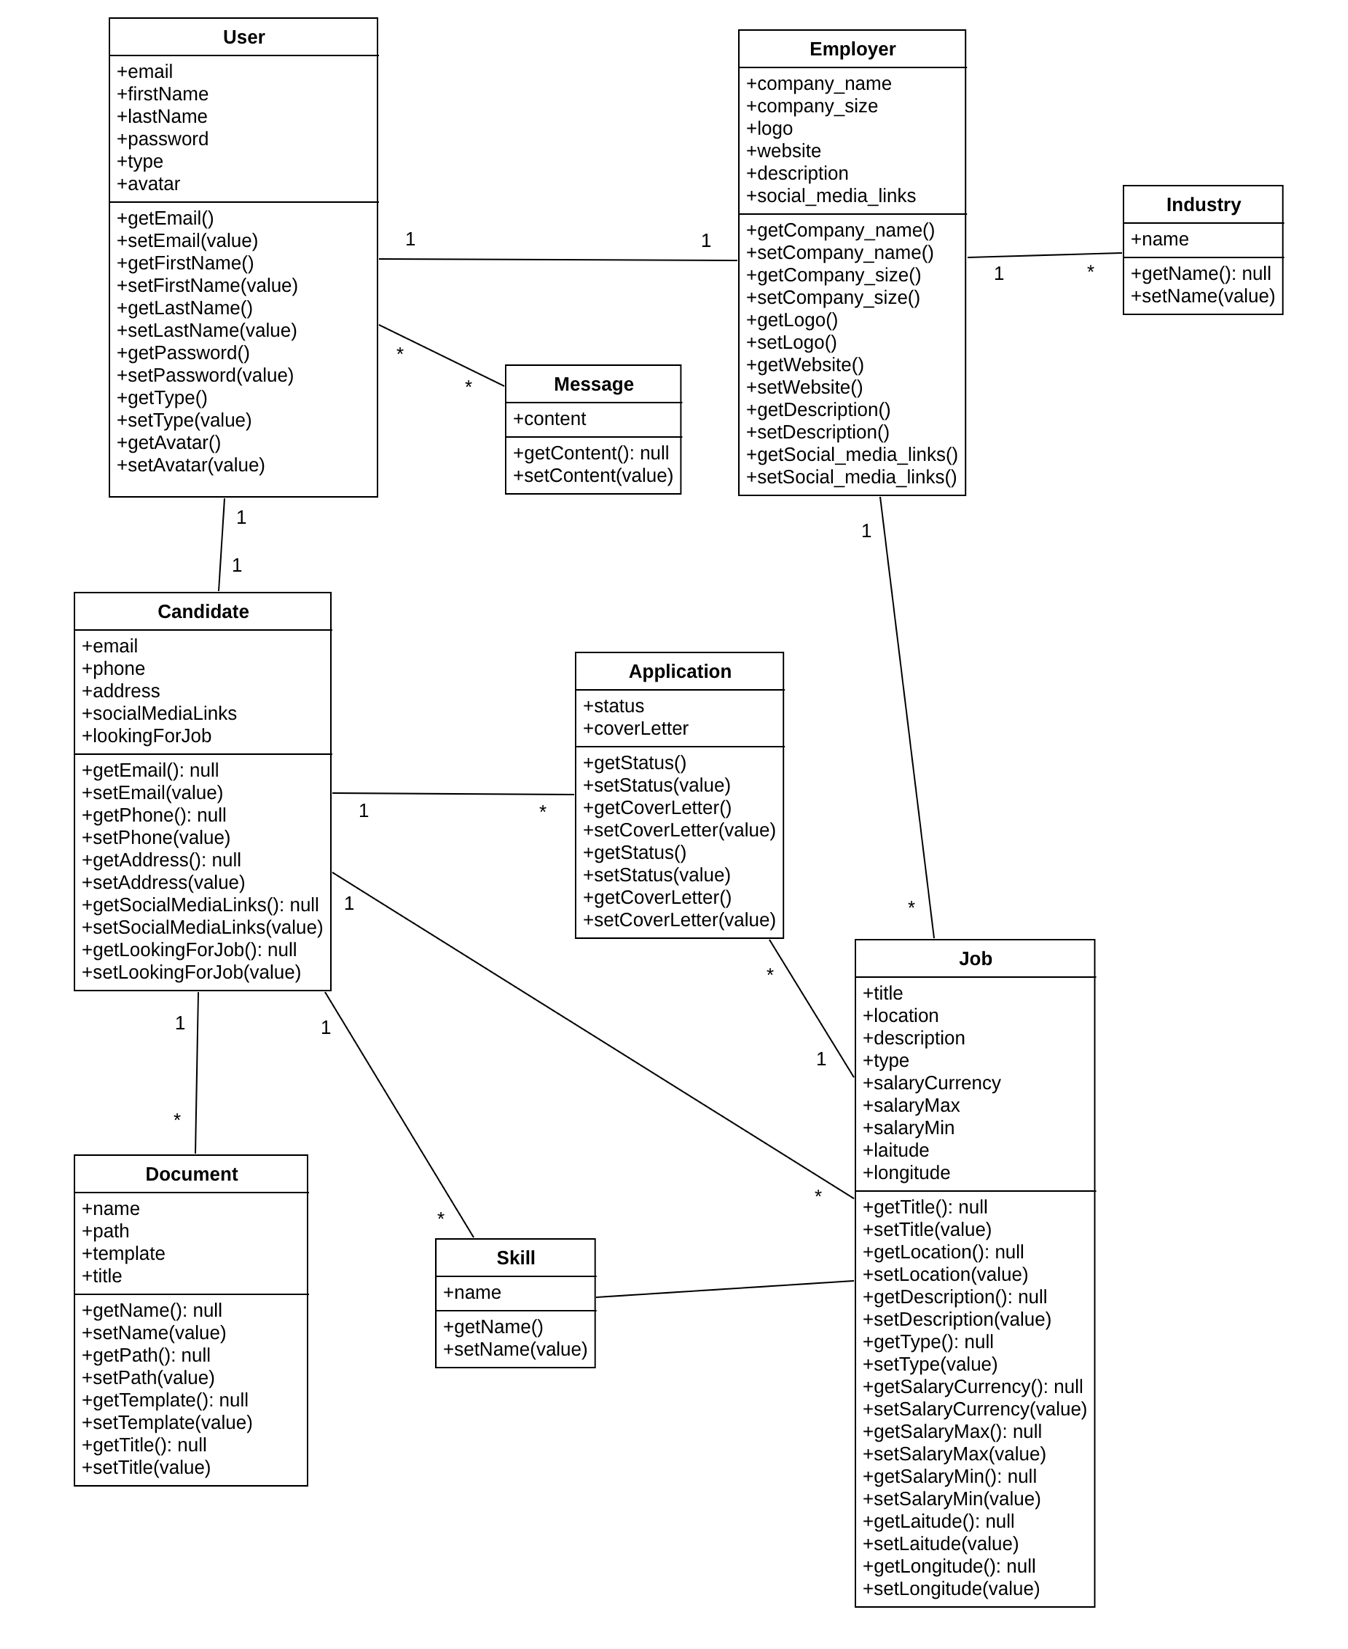 User
+email
+firstName
+lastName
+password
+type
+avatar
+getEmail()
+setEmail(value)
+getFirstName()
+setFirstName(value)
+getLastName()
+setLastName(value)
+getPassword()
+setPassword(value)
+getType()
+setType(value)
+getAvatar()
+setAvatar(value)
Employer
+company_name
+company_size
+logo
+website
+description
+social_media_links
+getCompany_name()
+setCompany_name()
+getCompany_size()
+setCompany_size()
+getLogo()
+setLogo()
+getWebsite()
+setWebsite()
+getDescription()
+setDescription()
+getSocial_media_links()
+setSocial_media_links()
Industry
+name
+getName(): null
+setName(value)
1
1
1
*
*
*
Message
+content
+getContent(): null
+setContent(value)
1
1
1
Candidate
+email
+phone
+address
+socialMediaLinks
+lookingForJob
+getEmail(): null
+setEmail(value)
+getPhone(): null
+setPhone(value)
+getAddress(): null
+setAddress(value)
+getSocialMediaLinks(): null
+setSocialMediaLinks(value)
+getLookingForJob(): null
+setLookingForJob(value)
Application
+status
+coverLetter
+getStatus()
+setStatus(value)
+getCoverLetter()
+setCoverLetter(value)
+getStatus()
+setStatus(value)
+getCoverLetter()
+setCoverLetter(value)
1
*
1
*
*
1
1
1
*
*
*
Job
+title
+location
+description
+type
+salaryCurrency
+salaryMax
+salaryMin
+laitude
+longitude
+getTitle(): null
+setTitle(value)
+getLocation(): null
+setLocation(value)
+getDescription(): null
+setDescription(value)
+getType(): null
+setType(value)
+getSalaryCurrency(): null
+setSalaryCurrency(value)
+getSalaryMax(): null
+setSalaryMax(value)
+getSalaryMin(): null
+setSalaryMin(value)
+getLaitude(): null
+setLaitude(value)
+getLongitude(): null
+setLongitude(value)
Document
+name
+path
+template
+title
+getName(): null
+setName(value)
+getPath(): null
+setPath(value)
+getTemplate(): null
+setTemplate(value)
+getTitle(): null
+setTitle(value)
Skill
+name
+getName()
+setName(value)